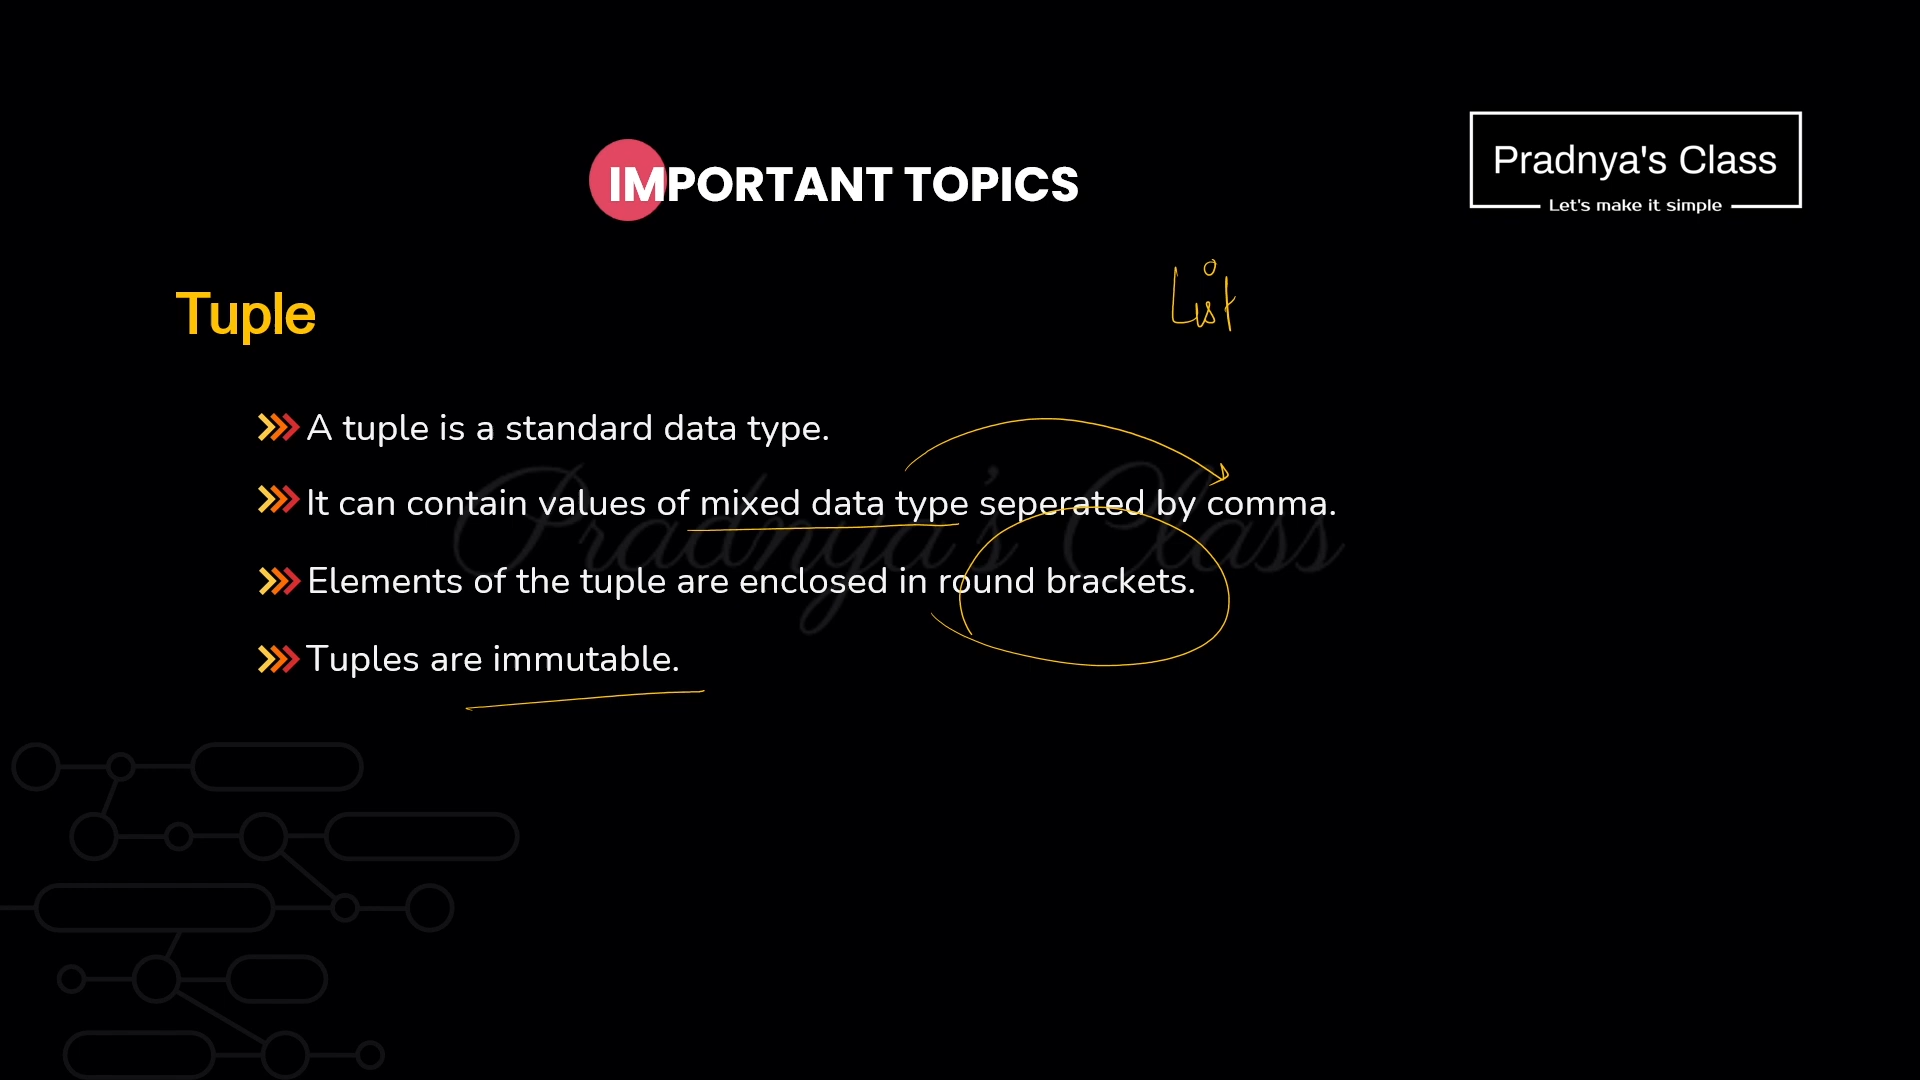 IMPORTANT TOPICS
Pradnya's Class
Let's make it simple
List
Tuple
A tuple is a standard data type.
It can contain values of mixed data type seperated by comma.
Pradnya's Class
Elements of the tuple are enclosed in round brackets.
Tuples are immutable.